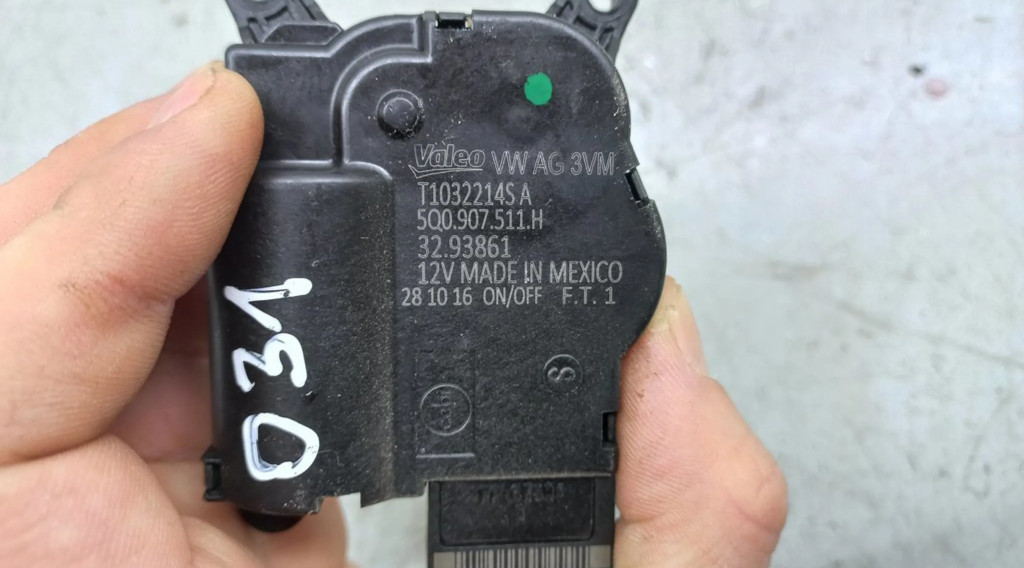 Valeo VW AG 3VM
T1032214S A
5Q0.907.511.H
32.93861
12V MADE IN MEXICO
28 10 16 ON/OFF F.T. 1
S